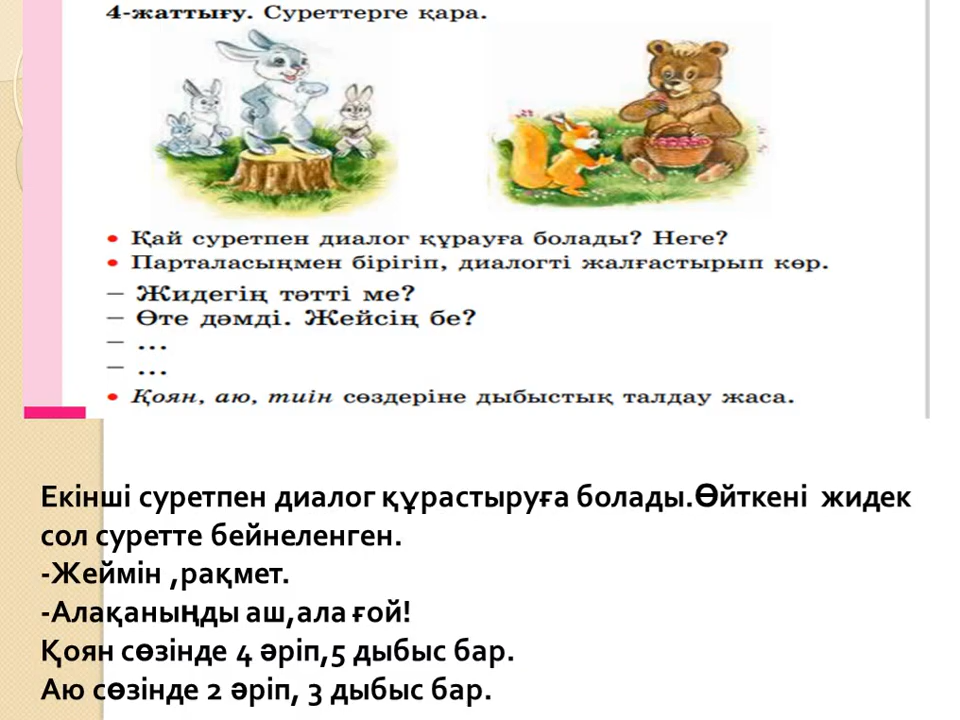 4-жаттығу. Суреттерге қара.
• Қай суретпен диалог құрауға болады? Неге?
• Парталасыңмен бірігіп, диалогті жалғастырып көр.
– Жидегің тәтті ме?
– Өте дәмді. Жейсің бе?
– ...
– ...
• Қоян, аю, тиін сөздеріне дыбыстық талдау жаса.
Екінші суретпен диалог құрастыруға болады.Өйткені жидек
сол суретте бейнеленген.
-Жеймін ,рақмет.
-Алақаныңды аш,ала ғой!
Қоян сөзінде 4 әріп,5 дыбыс бар.
Аю сөзінде 2 әріп, 3 дыбыс бар.